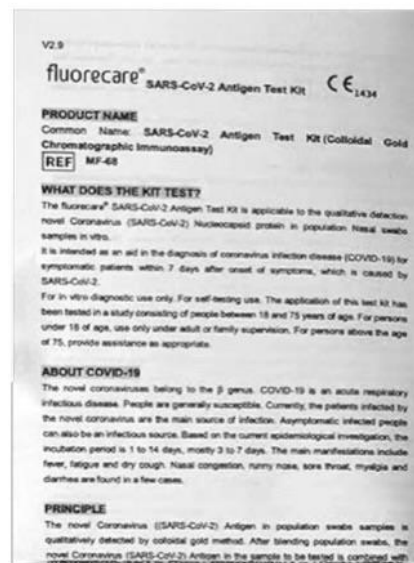 V2.9
fluorecare® SARS-CoV-2 Antigen Test Kit CE1434
PRODUCT NAME
Common Name: SARS-CoV-2 Antigen Test Kit (Colloidal Gold
Chromatographic Immunoassay)
REF MF-68
WHAT DOES THE KIT TEST?
The fluorecare® SARS-CoV-2 Antigen Test Kit is applicable to the qualitative detection
novel Coronavirus (SARS-CoV-2) Nucleocapsid protein in population Nasal swabs
samples in vitro.
It is intended as an aid in the diagnosis of coronavirus infection disease (COVID-19) for
symptomatic patients within 7 days after onset of symptoms, which is caused by
SARS-CoV-2.
For in vitro diagnostic use only. For self-testing use. The application of this test kit has
been tested in a study consisting of people between 18 and 75 years of age. For persons
under 18 of age, use only under adult or family supervision. For persons above the age
of 75, provide assistance as appropriate.
ABOUT COVID-19
The novel coronaviruses belong to the β genus. COVID-19 is an acute respiratory
infectious disease. People are generally susceptible. Currently, the patients infected by
the novel coronavirus are the main source of infection. Asymptomatic infected people
can also be an infectious source. Based on the current epidemiological investigation, the
incubation period is 1 to 14 days, mostly 3 to 7 days. The main manifestations include
fever, fatigue and dry cough. Nasal congestion, runny nose, sore throat, myalgia and
diarrhea are found in a few cases.
PRINCIPLE
The novel Coronavirus ((SARS-CoV-2) Antigen in population swabs samples is
qualitatively detected by colloidal gold method. After blending population swabs, the
novel Coronavirus (SARS-CoV-2) Antigen in the sample to be tested is combined with